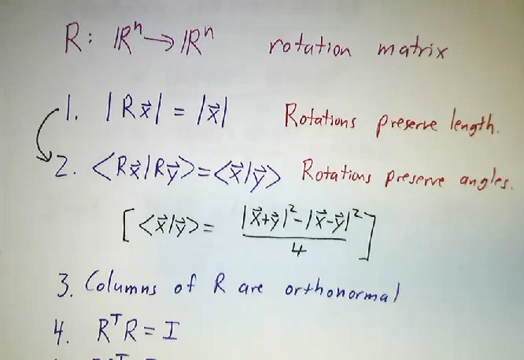 R: ℝⁿ → ℝⁿ rotation matrix
1. |Rx⃗| = |x⃗| Rotations preserve length.
2. <Rx⃗|Ry⃗> = <x⃗|y⃗> Rotations preserve angles.
[<x⃗|y⃗> = (|x⃗+y⃗|² - |x⃗-y⃗|²) / 4]
3. Columns of R are orthonormal
4. RᵀR = I